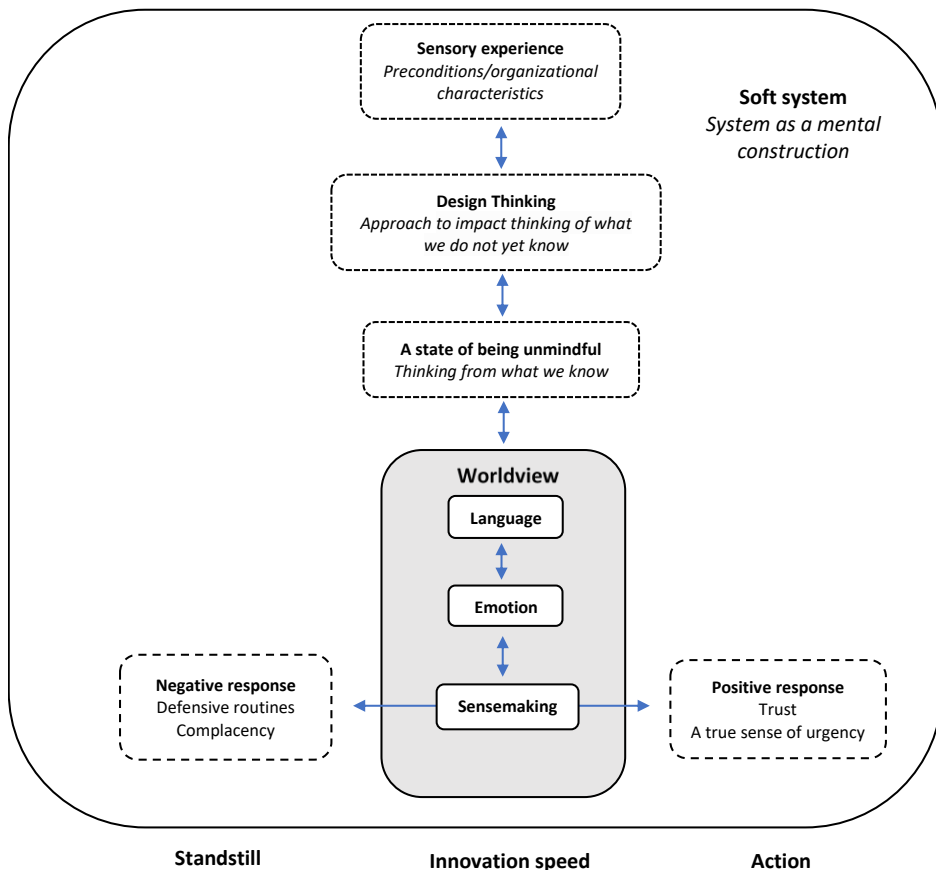 Sensory experience
Preconditions/organizational
characteristics
Soft system
System as a mental
construction
Design Thinking
Approach to impact thinking of what
we do not yet know
A state of being unmindful
Thinking from what we know
Worldview
Language
Emotion
Sensemaking
Negative response
Defensive routines
Complacency
Positive response
Trust
A true sense of urgency
Standstill
Innovation speed
Action